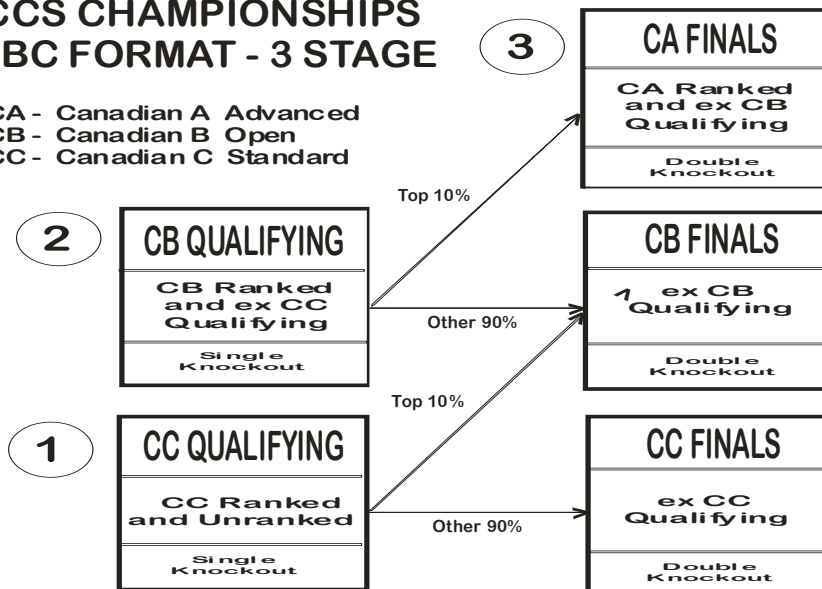 CCS CHAMPIONSHIPS
BC FORMAT - 3 STAGE
CA - Canadian A Advanced
CB - Canadian B Open
CC - Canadian C Standard
3
CA FINALS
CA Ranked
and ex CB
Qualifying
Double
Knockout
Top 10%
2
CB QUALIFYING
CB Ranked
and ex CC
Qualifying
Single
Knockout
Other 90%
CB FINALS
ex CB
Qualifying
Double
Knockout
Top 10%
1
CC QUALIFYING
CC Ranked
and Unranked
Single
Knockout
Other 90%
CC FINALS
ex CC
Qualifying
Double
Knockout